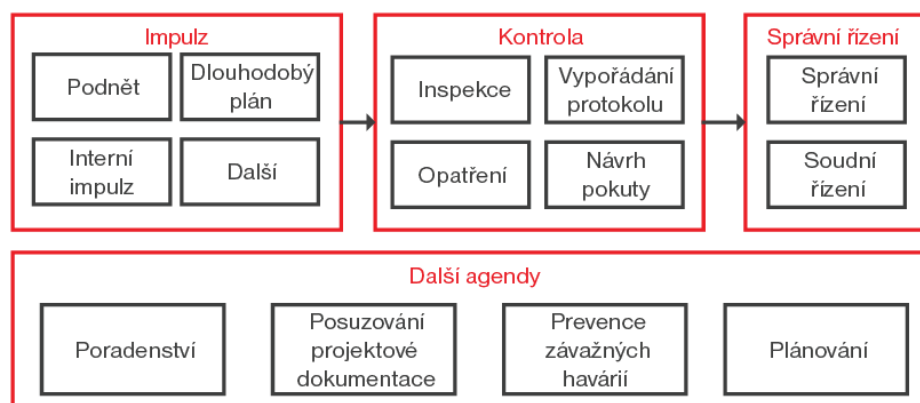 Impulz
Podnět
Dlouhodobý
plán
Interní
impulz
Další
Kontrola
Inspekce
Vypořádání
protokolu
Opatření
Návrh
pokuty
Správní řízení
Správní
řízení
Soudní
řízení
Další agendy
Poradenství
Posuzování
projektové
dokumentace
Prevence
závažných
havárií
Plánování